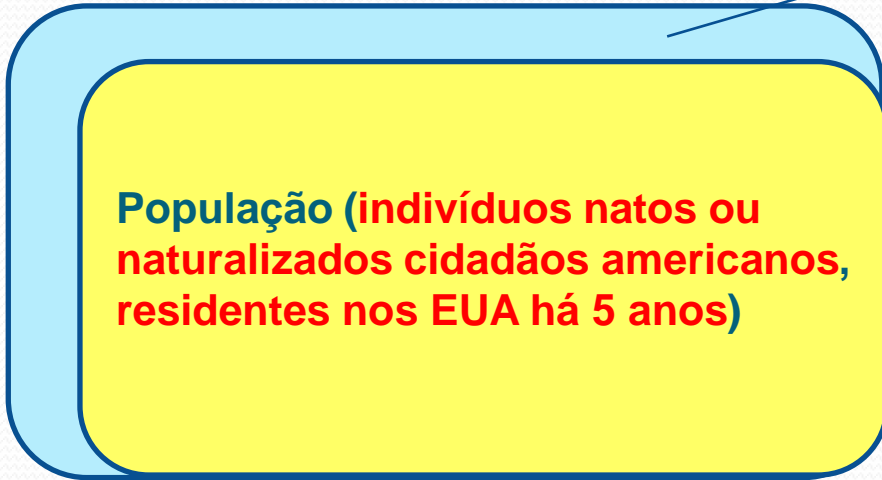 População (indivíduos natos ou
naturalizados cidadãos americanos,
residentes nos EUA há 5 anos)